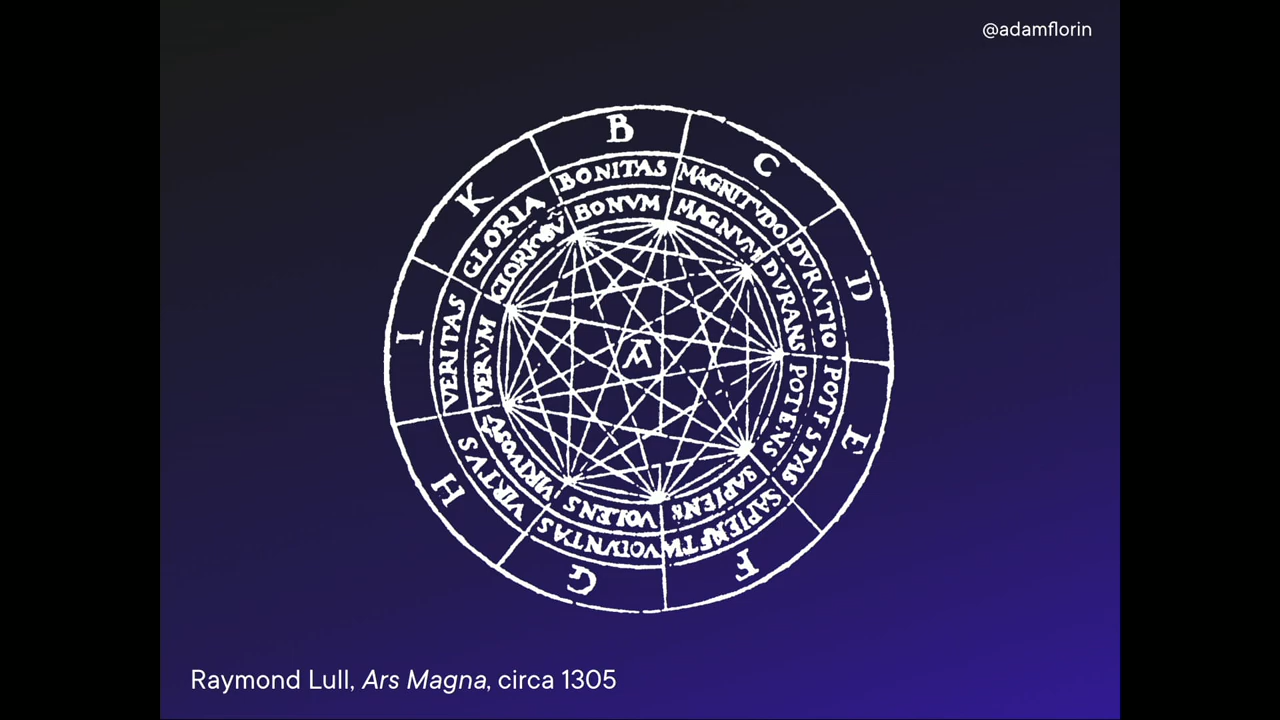 @adamflorin
B
C
D
E
F
G
H
I
K
BONITAS
MAGNITVDO
DVRATIO
POTESTAS
VOLVNTAS
VIRTVS
VERITAS
GLORIA
BONVM
MAGNVM
DVRANS
POTENS
SAPIENS
VOLENS
VERVM
A
Raymond Lull, Ars Magna, circa 1305